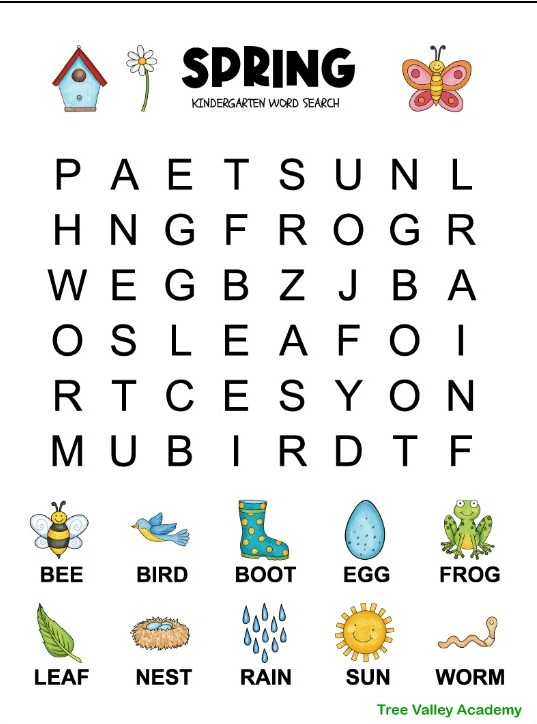 SPRING
KINDERGARTEN WORD SEARCH
P A E T S U N L
H N G F R O G R
W E G B Z J B A
O S L E A F O I
R T C E S Y O N
M U B I R D T F
BEE BIRD BOOT EGG FROG
LEAF NEST RAIN SUN WORM
Tree Valley Academy